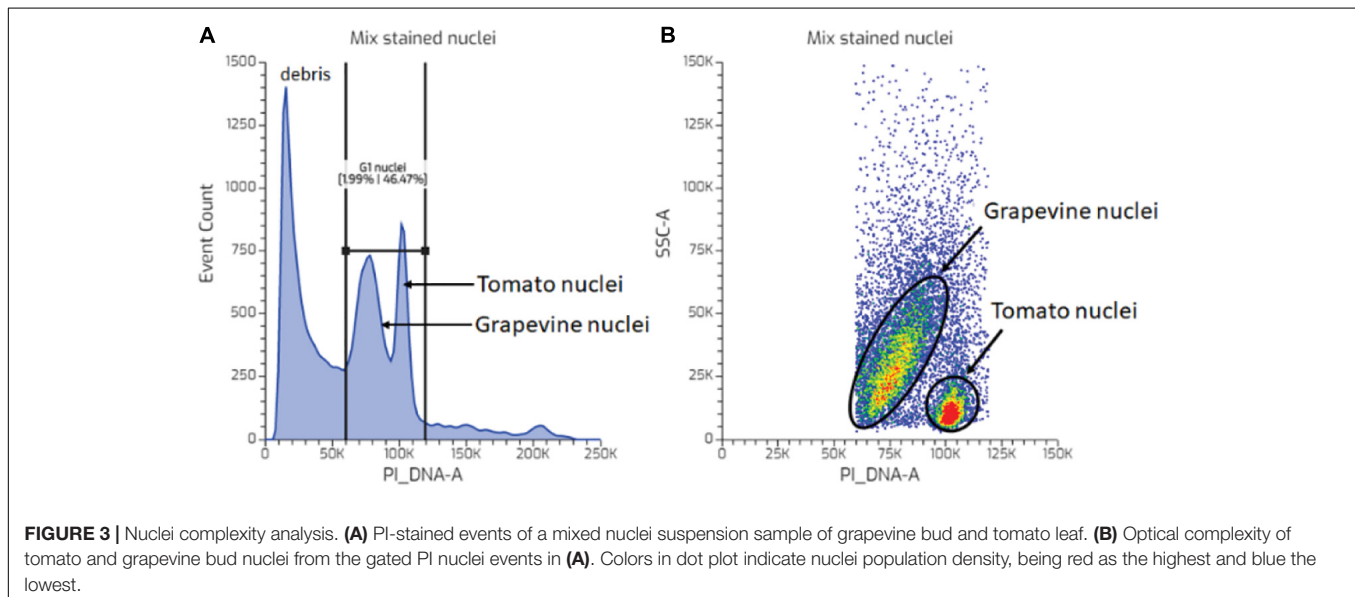 A
Mix stained nuclei
1500
1250
1000
750
500
250
0
Event Count
debris
G1 nuclei
[1.99% | 46.47%]
Tomato nuclei
Grapevine nuclei
0
50K
100K
150K
200K
250K
PI_DNA-A
B
Mix stained nuclei
150K
125K
100K
75K
50K
25K
0
SSC-A
Grapevine nuclei
Tomato nuclei
0
25K
50K
75K
100K
125K
150K
PI_DNA-A
FIGURE 3 | Nuclei complexity analysis. (A) PI-stained events of a mixed nuclei suspension sample of grapevine bud and tomato leaf. (B) Optical complexity of
tomato and grapevine bud nuclei from the gated PI nuclei events in (A). Colors in dot plot indicate nuclei population density, being red as the highest and blue the
lowest.